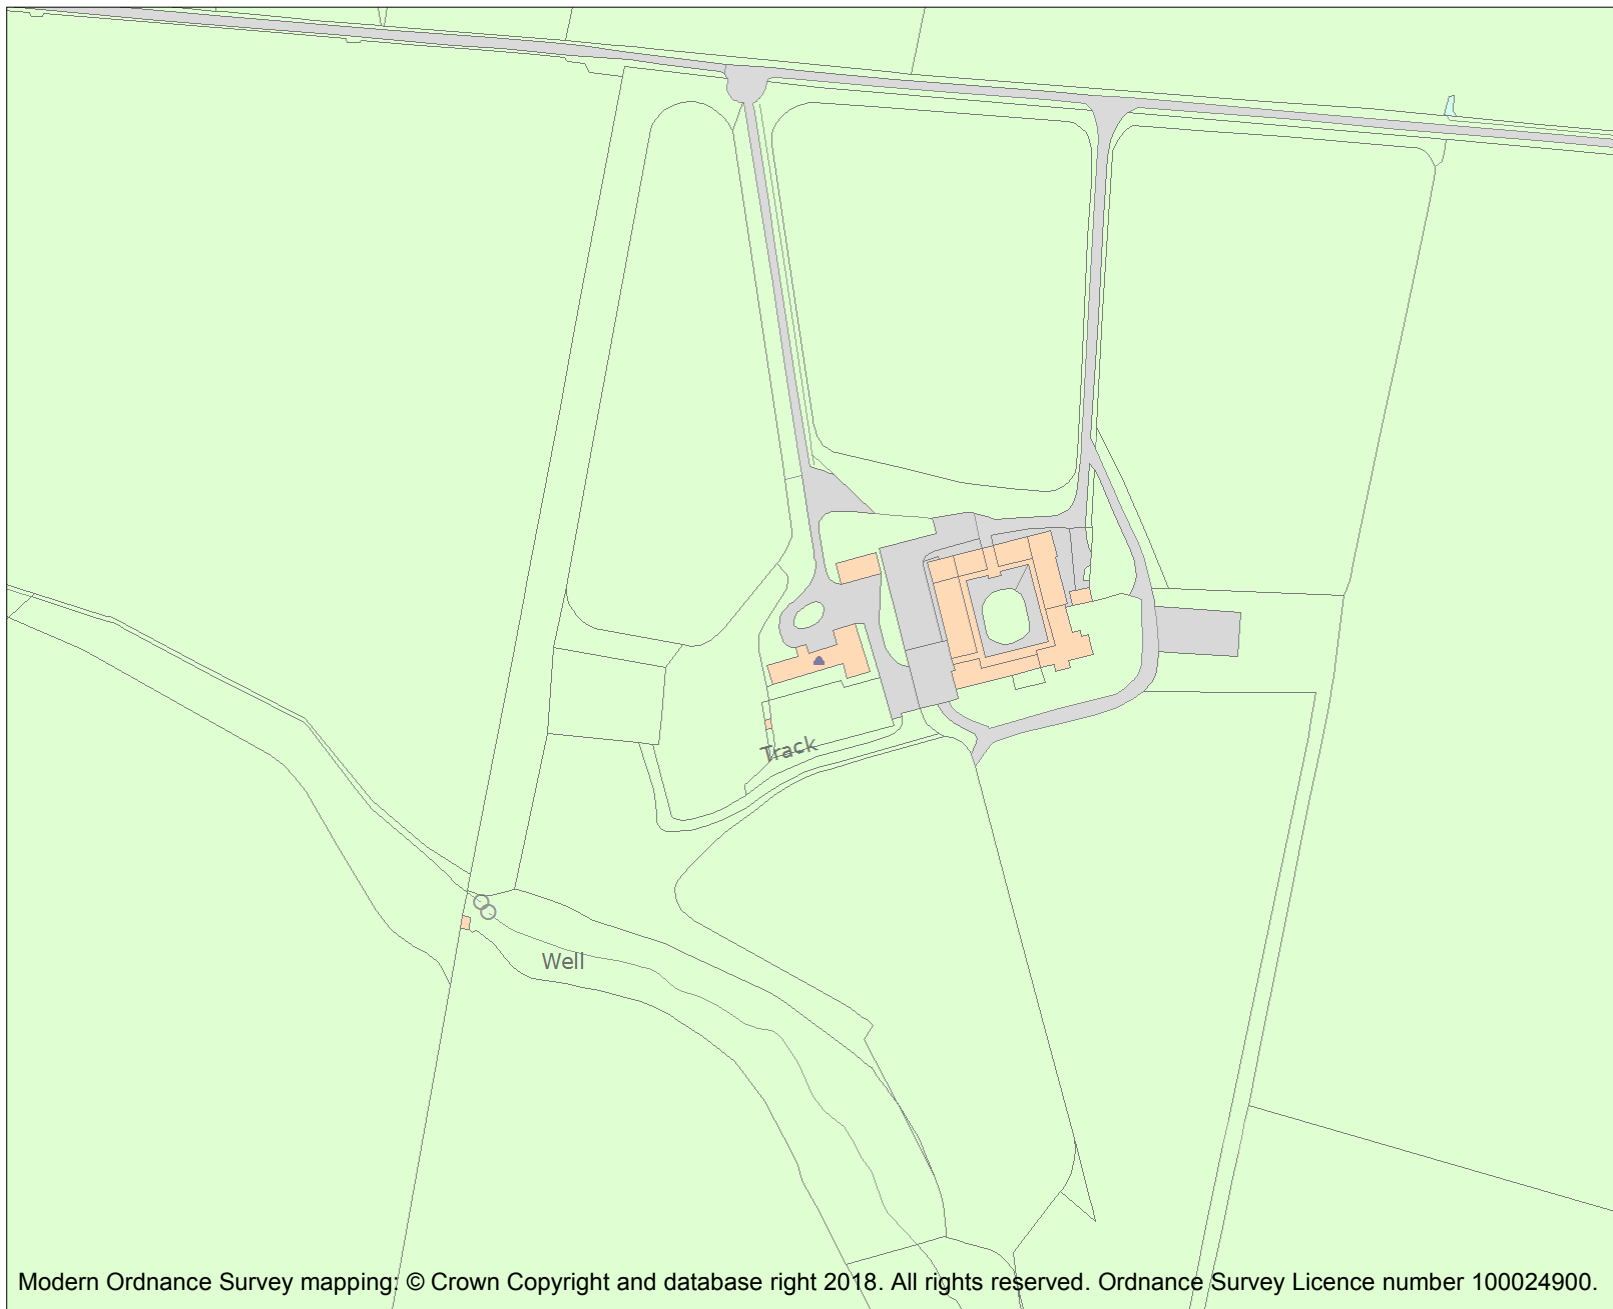 Track
Well
Modern Ordnance Survey mapping: © Crown Copyright and database right 2018. All rights reserved. Ordnance Survey Licence number 100024900.